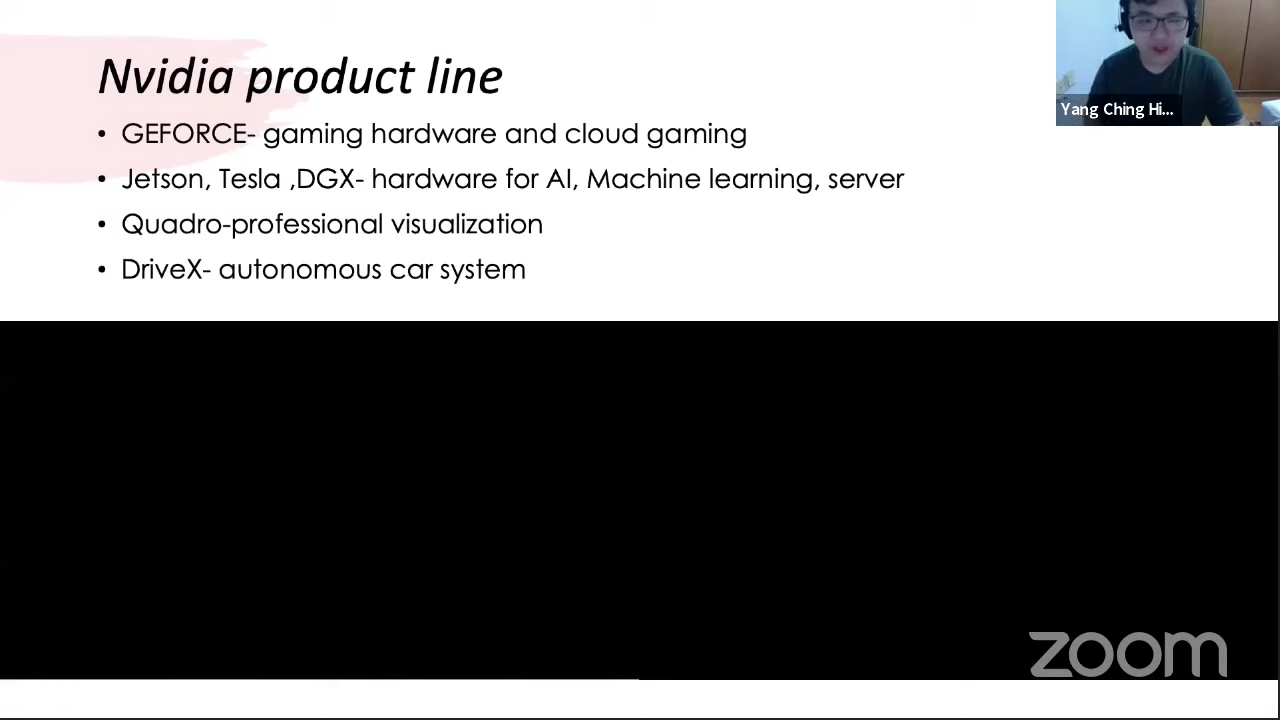 Nvidia product line
• GEFORCE- gaming hardware and cloud gaming
• Jetson, Tesla ,DGX- hardware for AI, Machine learning, server
• Quadro-professional visualization
• DriveX- autonomous car system
Yang Ching Hi...
zoom